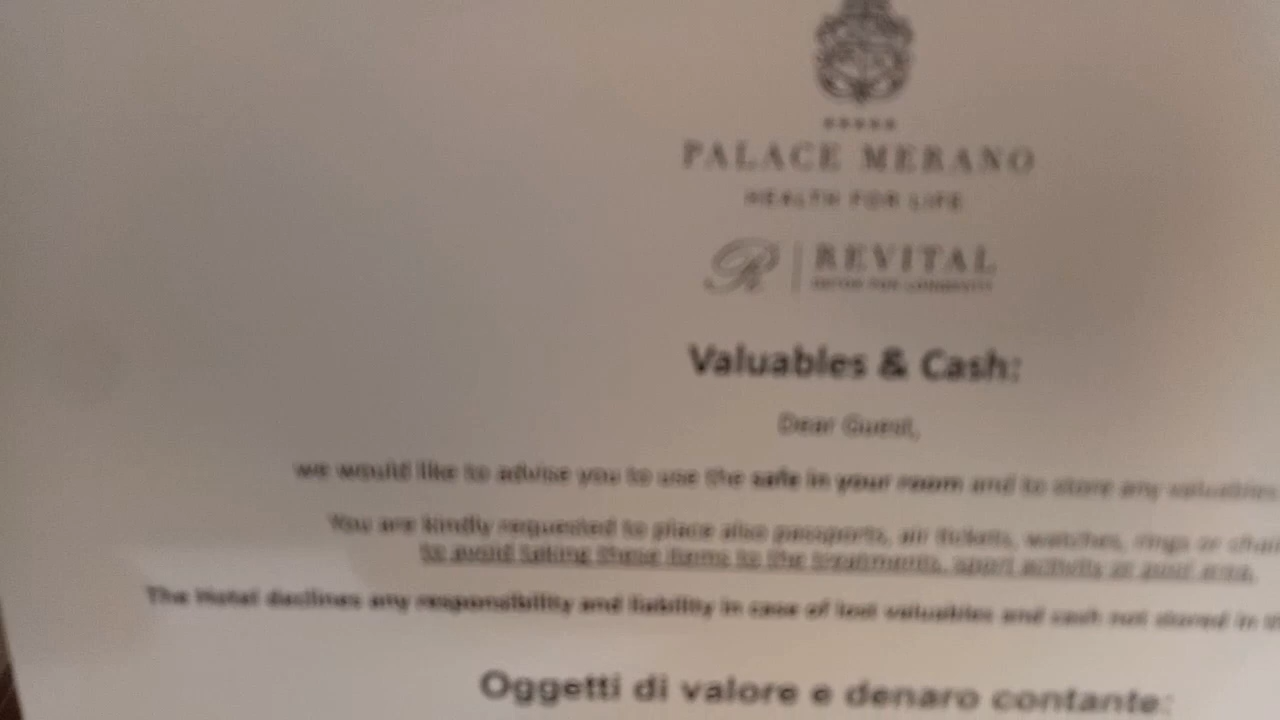 PALACE MERANO
HEALTH FOR LIFE
R REVITAL
Valuables & Cash:
Dear Guest,
we would like to advise you to use the safe in your room and to store any valuables
You are kindly requested to place also passports, air tickets, watches, rings or
to avoid taking these items to the treatments, sport activity or pool area.
The Hotel declines any responsibility and liability in case of lost valuables and cash not stored in
Oggetti di valore e denaro contante: